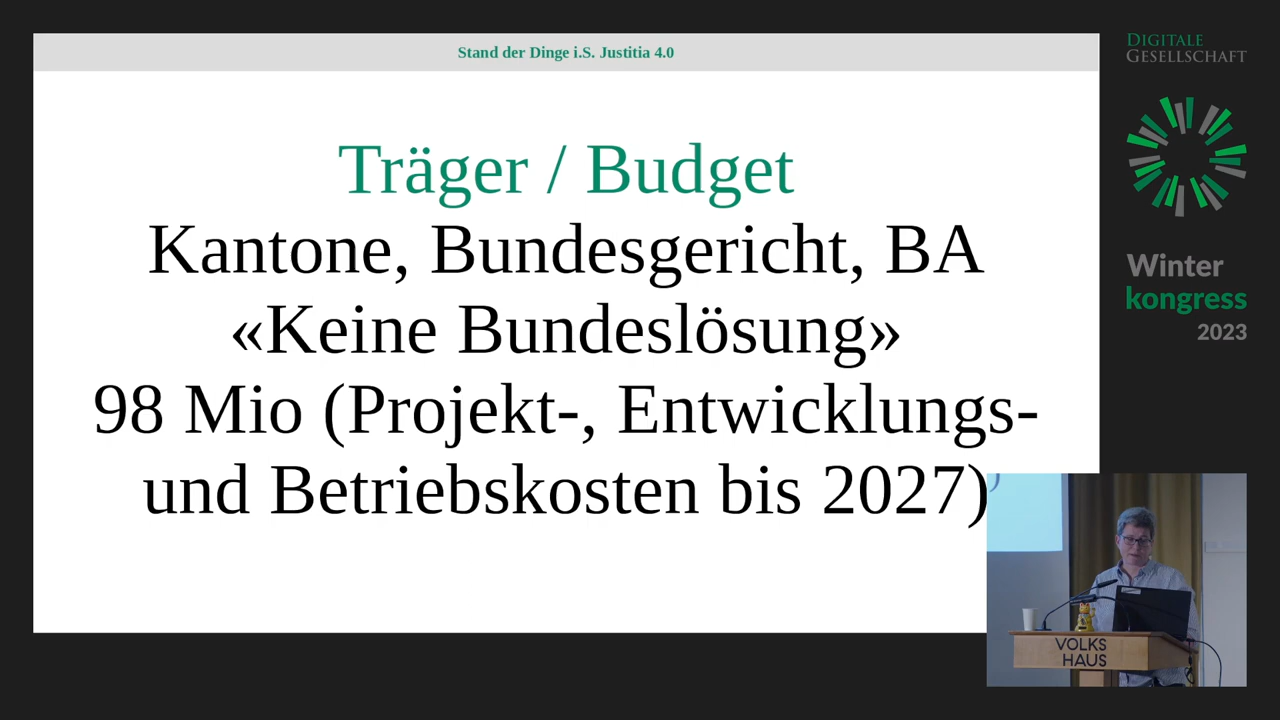 Stand der Dinge i.S. Justitia 4.0
Träger / Budget
Kantone, Bundesgericht, BA
«Keine Bundeslösung»
98 Mio (Projekt-, Entwicklungs-
und Betriebskosten bis 2027)
DIGITALE
GESELLSCHAFT
Winter
kongress
2023
VOLKS
HAUS